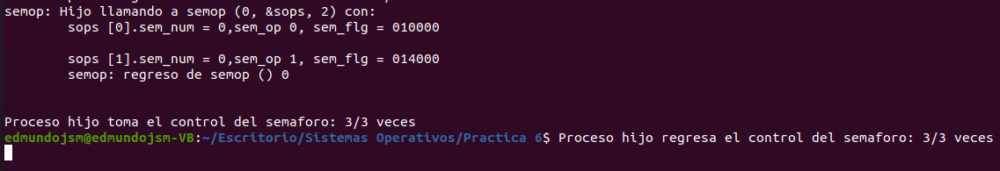 semop: Hijo llamando a semop (0, &sops, 2) con:
sops [0].sem_num = 0,sem_op 0, sem_flg = 010000
sops [1].sem_num = 0,sem_op 1, sem_flg = 014000
semop: regreso de semop () 0
Proceso hijo toma el control del semaforo: 3/3 veces
edmundojsm@edmundojsm-VB:~/Escritorio/Sistemas Operativos/Practica 6$ Proceso hijo regresa el control del semaforo: 3/3 veces